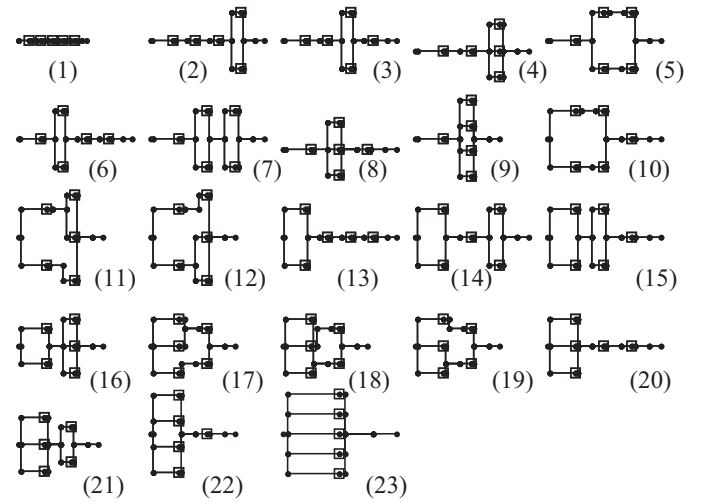 (1) (2) (3) (4) (5)
(6) (7) (8) (9) (10)
(11) (12) (13) (14) (15)
(16) (17) (18) (19) (20)
(21) (22) (23)